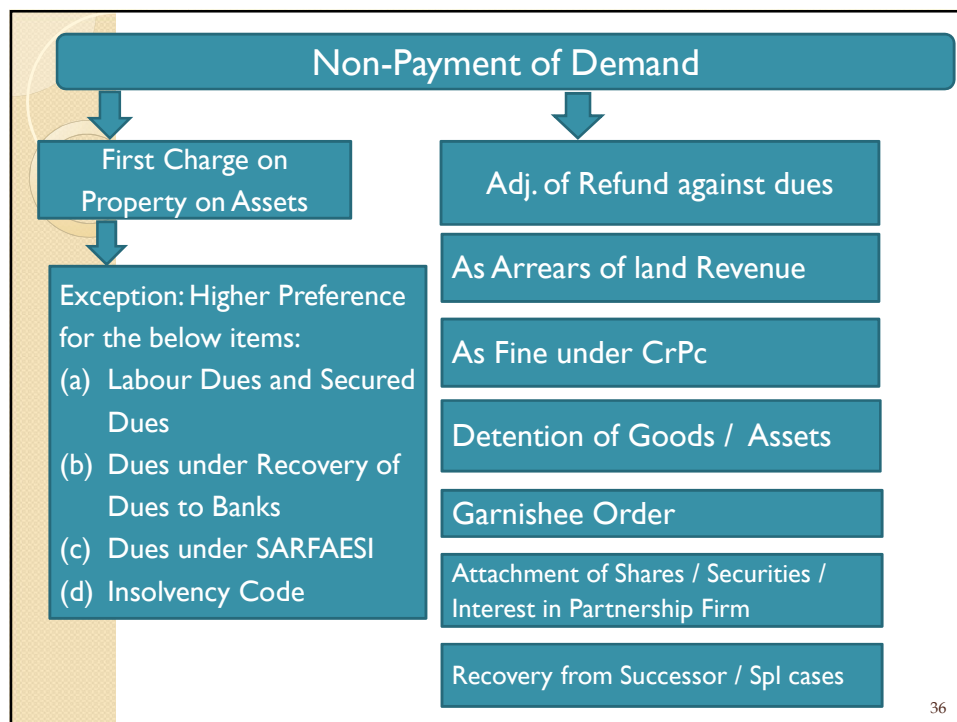 Non-Payment of Demand
First Charge on
Property on Assets
Exception: Higher Preference
for the below items:
(a) Labour Dues and Secured
Dues
(b) Dues under Recovery of
Dues to Banks
(c) Dues under SARFAESI
(d) Insolvency Code
Adj. of Refund against dues
As Arrears of land Revenue
As Fine under CrPc
Detention of Goods / Assets
Garnishee Order
Attachment of Shares / Securities /
Interest in Partnership Firm
Recovery from Successor / Spl cases
36